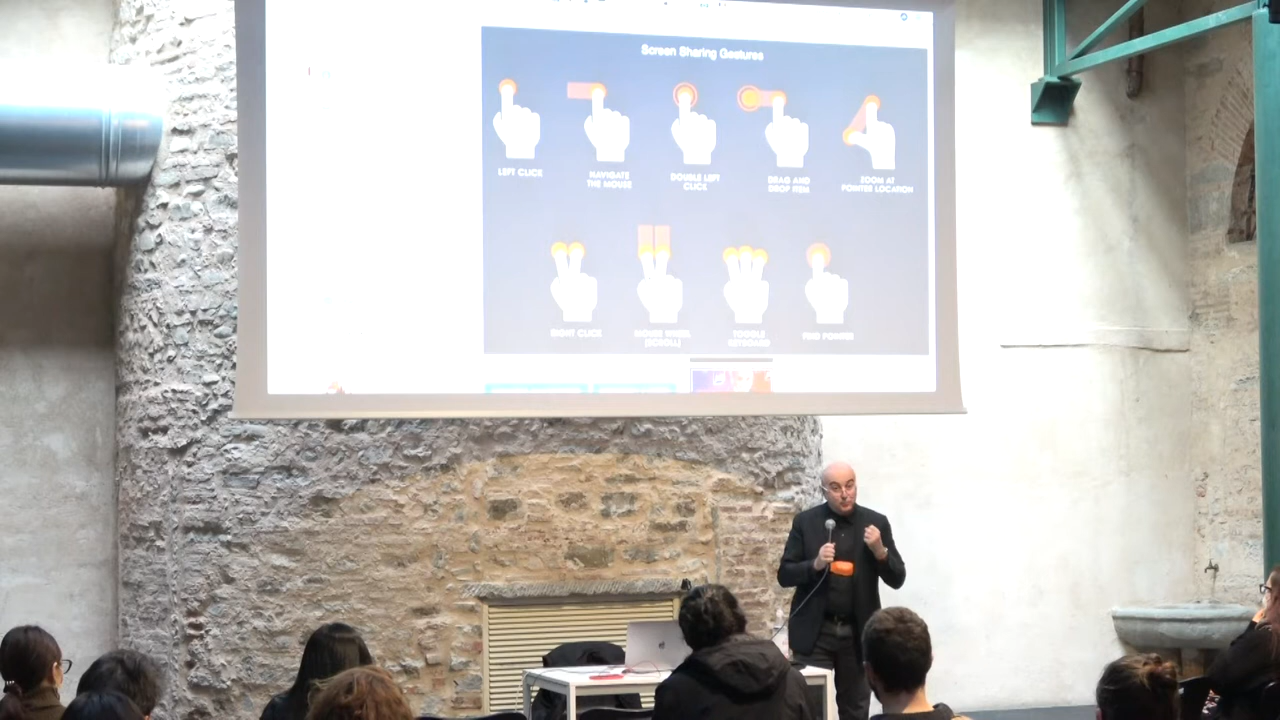 Screen Sharing Gestures
LEFT CLICK
NAVIGATE
THE MOUSE
DOUBLE LEFT
CLICK
DRAG AND
DROP ITEM
ZOOM AT
POINTER LOCATION
RIGHT CLICK
MOUSE WHEEL
(SCROLL)
TOGGLE
KEYBOARD
FIND POINTER